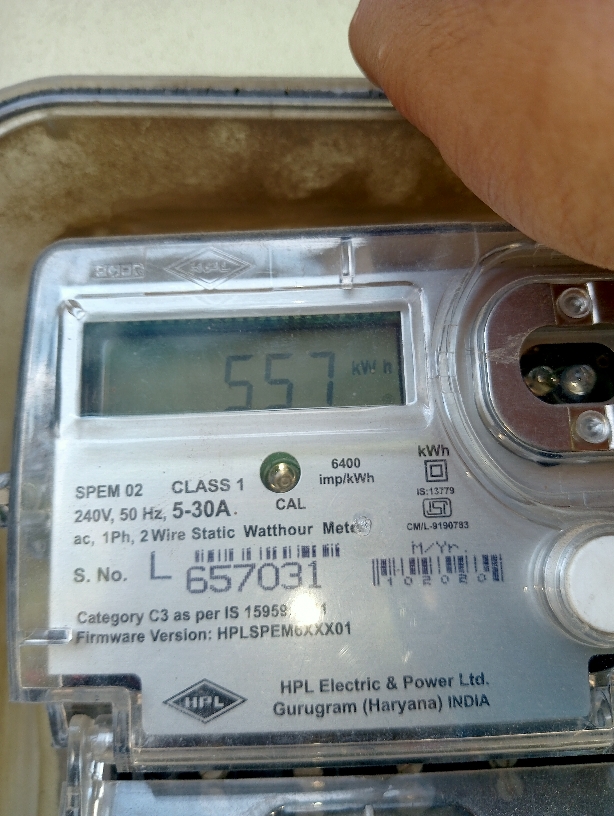 HPL
557 kWh
SPEM 02 CLASS 1
240V, 50 Hz, 5-30A.
CAL
6400
imp/kWh
kWh
IS:13779
CM/L-9190783
ac, 1Ph, 2 Wire Static Watthour Meter
S. No. L 657031
M/Yr.
102020
Category C3 as per IS 15959
Firmware Version: HPLSPEM6XXX01
HPL
HPL Electric & Power Ltd.
Gurugram (Haryana) INDIA